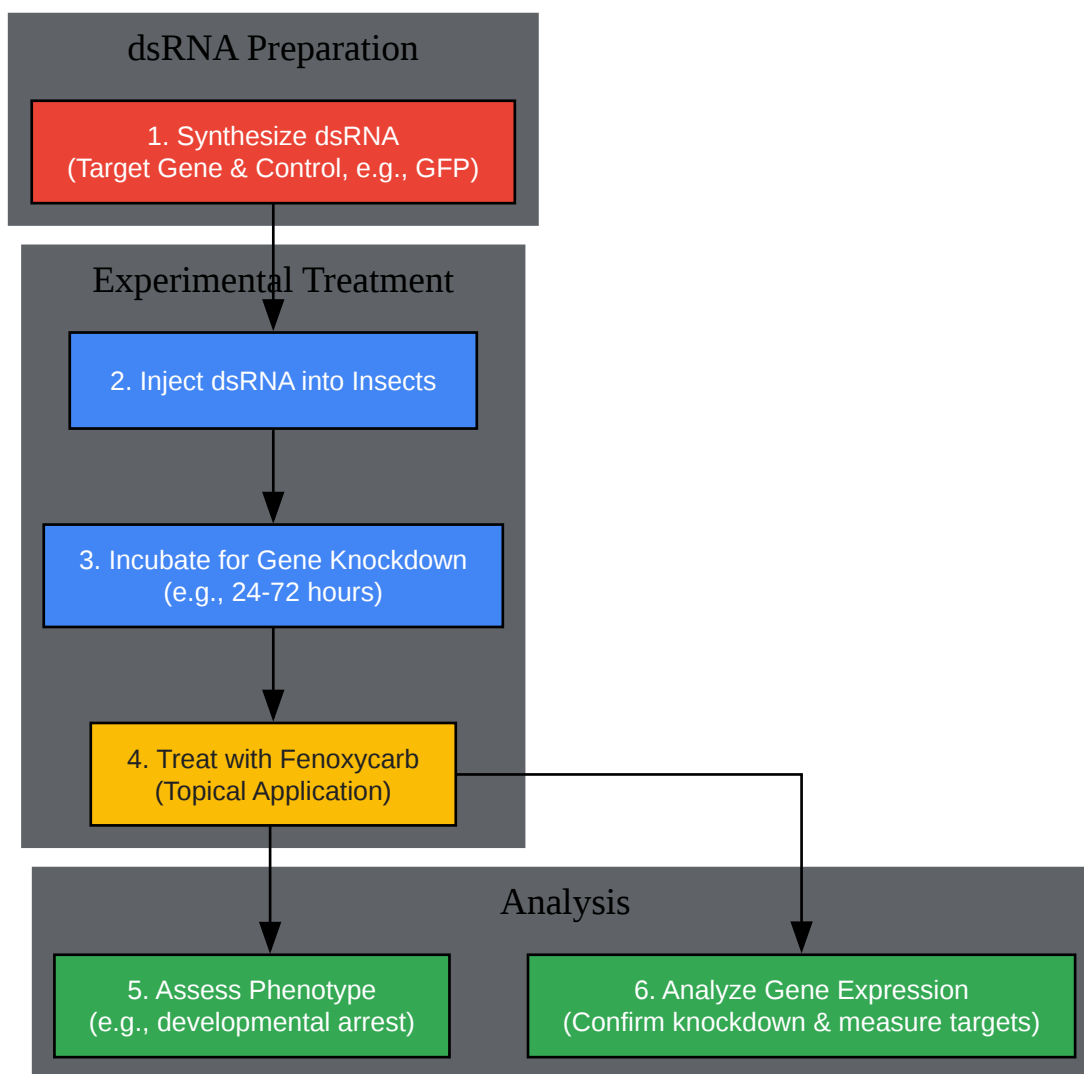 dsRNA Preparation
1. Synthesize dsRNA
(Target Gene & Control, e.g., GFP)
Experimental Treatment
2. Inject dsRNA into Insects
3. Incubate for Gene Knockdown
(e.g., 24-72 hours)
4. Treat with Fenoxycarb
(Topical Application)
Analysis
5. Assess Phenotype
(e.g., developmental arrest)
6. Analyze Gene Expression
(Confirm knockdown & measure targets)